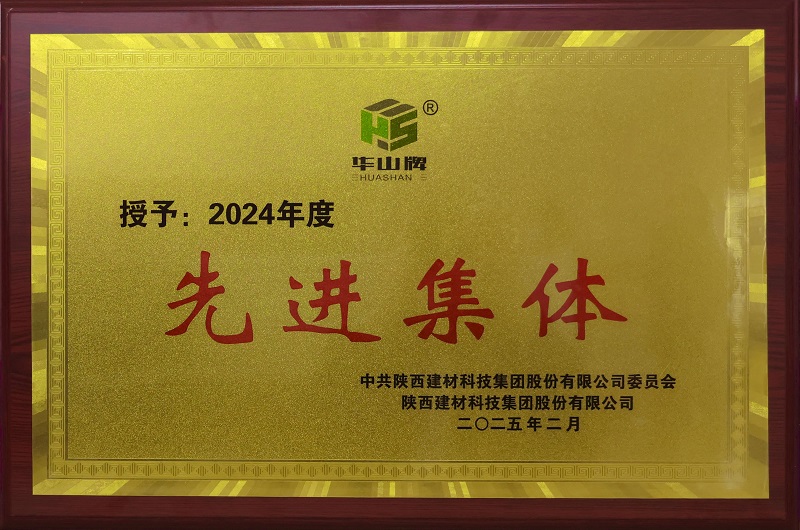 HS®
华山牌
HUASHAN
授予：2024年度
先进集体
中共陕西建材科技集团股份有限公司委员会
陕西建材科技集团股份有限公司
二〇二五年二月